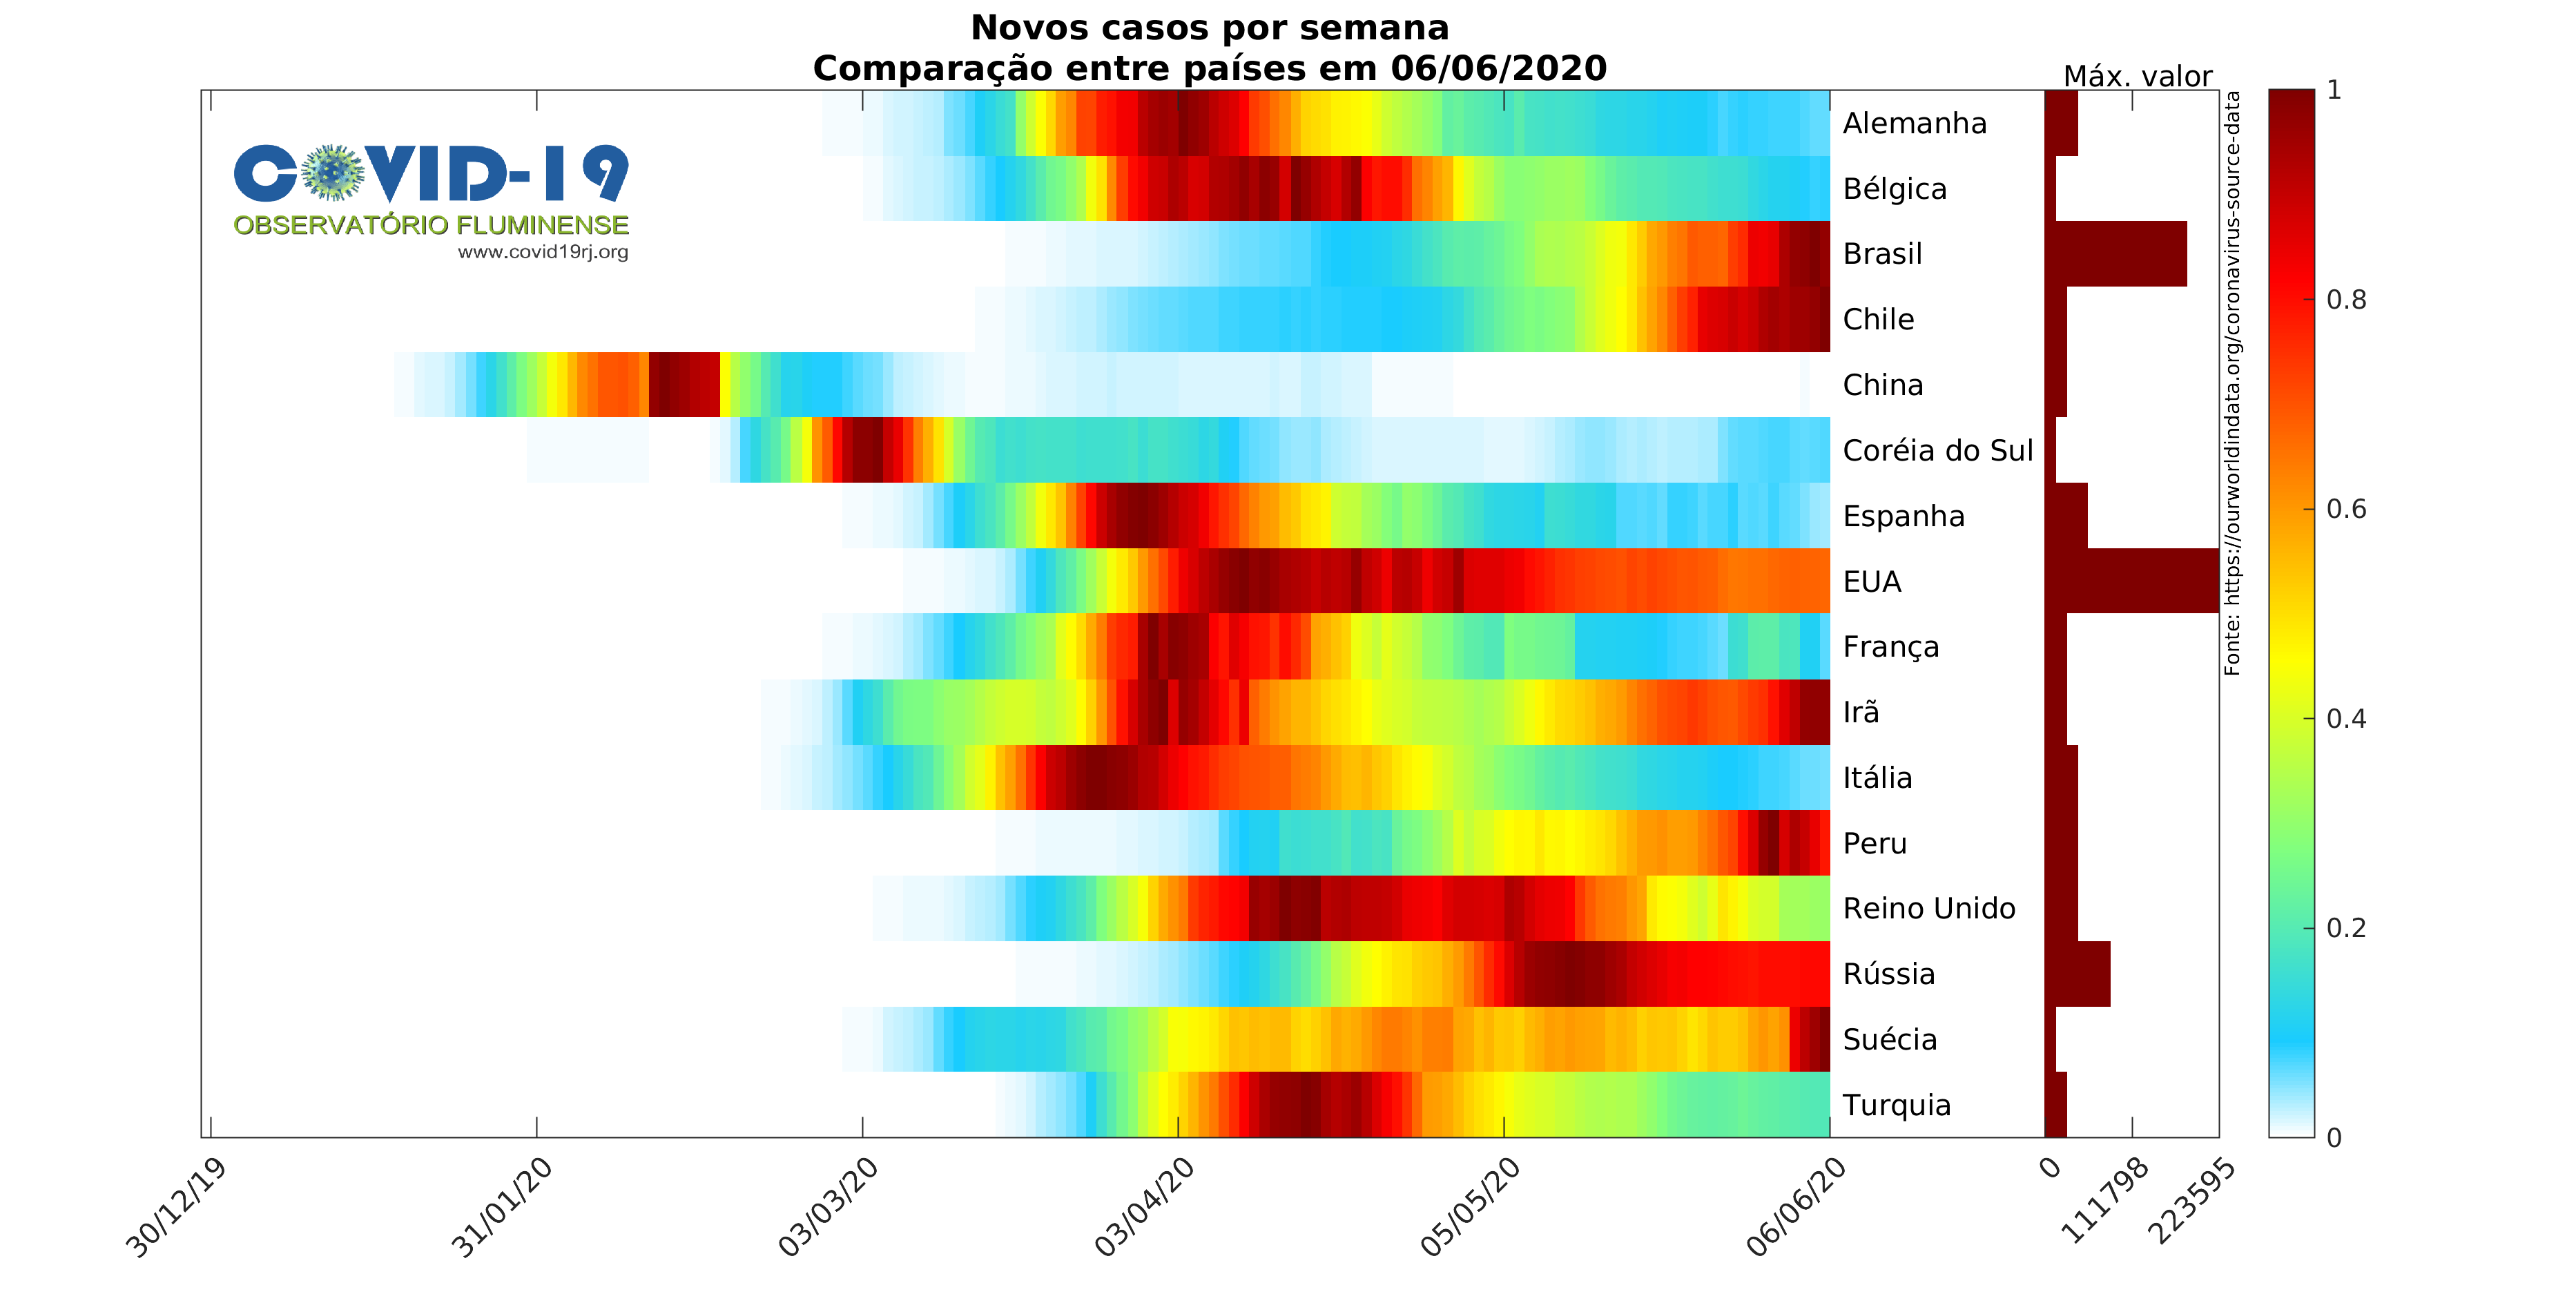 Novos casos por semana
Comparação entre países em 06/06/2020
Máx. valor
COVID-19
OBSERVATÓRIO FLUMINENSE
www.covid19rj.org
Alemanha
Bélgica
Brasil
Chile
China
Coréia do Sul
Espanha
EUA
França
Irã
Itália
Peru
Reino Unido
Rússia
Suécia
Turquia
Fonte: https://ourworldindata.org/coronavirus-source-data
1
0.8
0.6
0.4
0.2
0
30/12/19
31/01/20
03/03/20
03/04/20
05/05/20
06/06/20
0
111798
223595